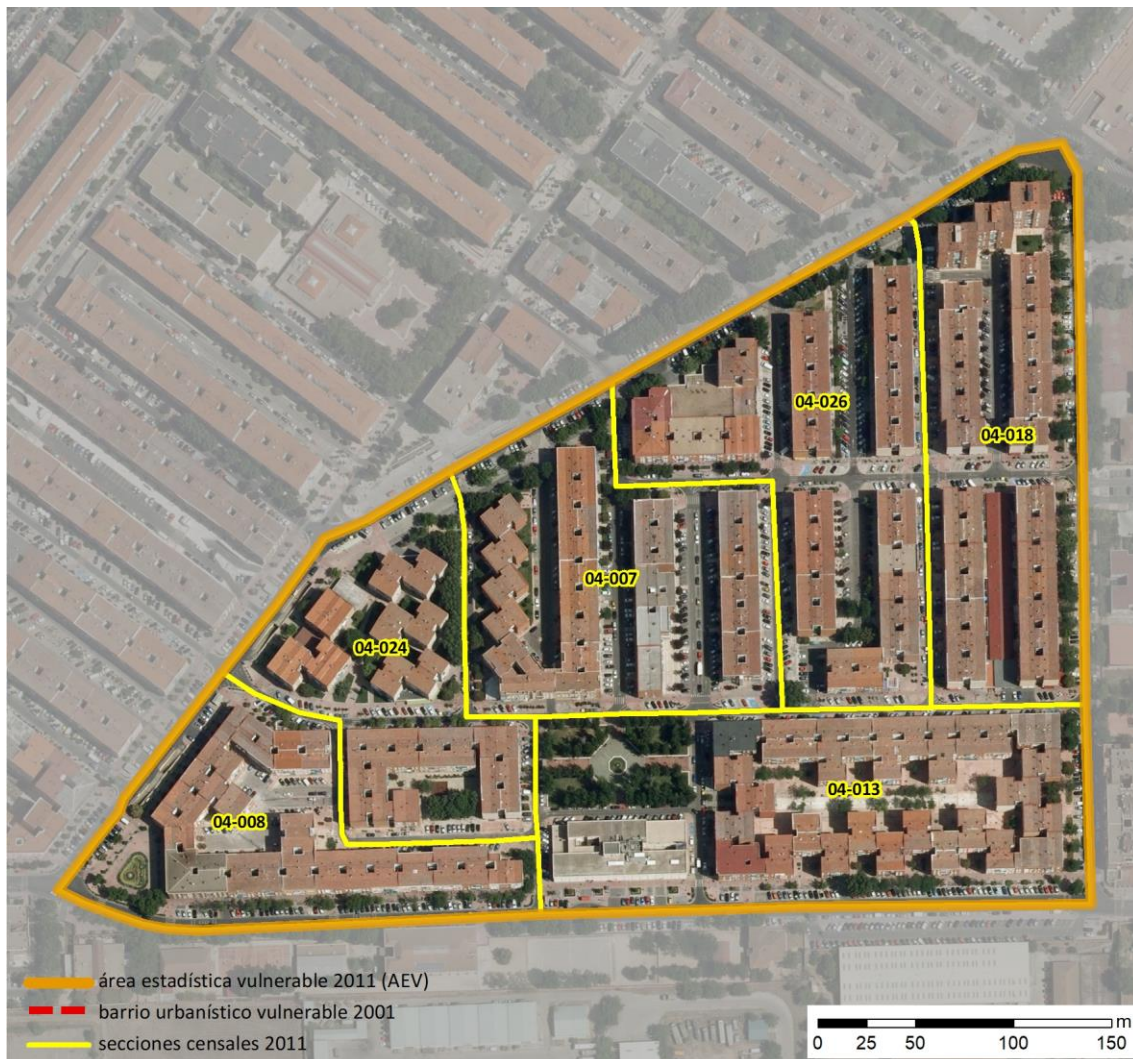 04-026
04-018
04-007
04-024
04-013
04-008
área estadística vulnerable 2011 (AEV)
barrio urbanístico vulnerable 2001
secciones censales 2011
m
0 25 50 100 150